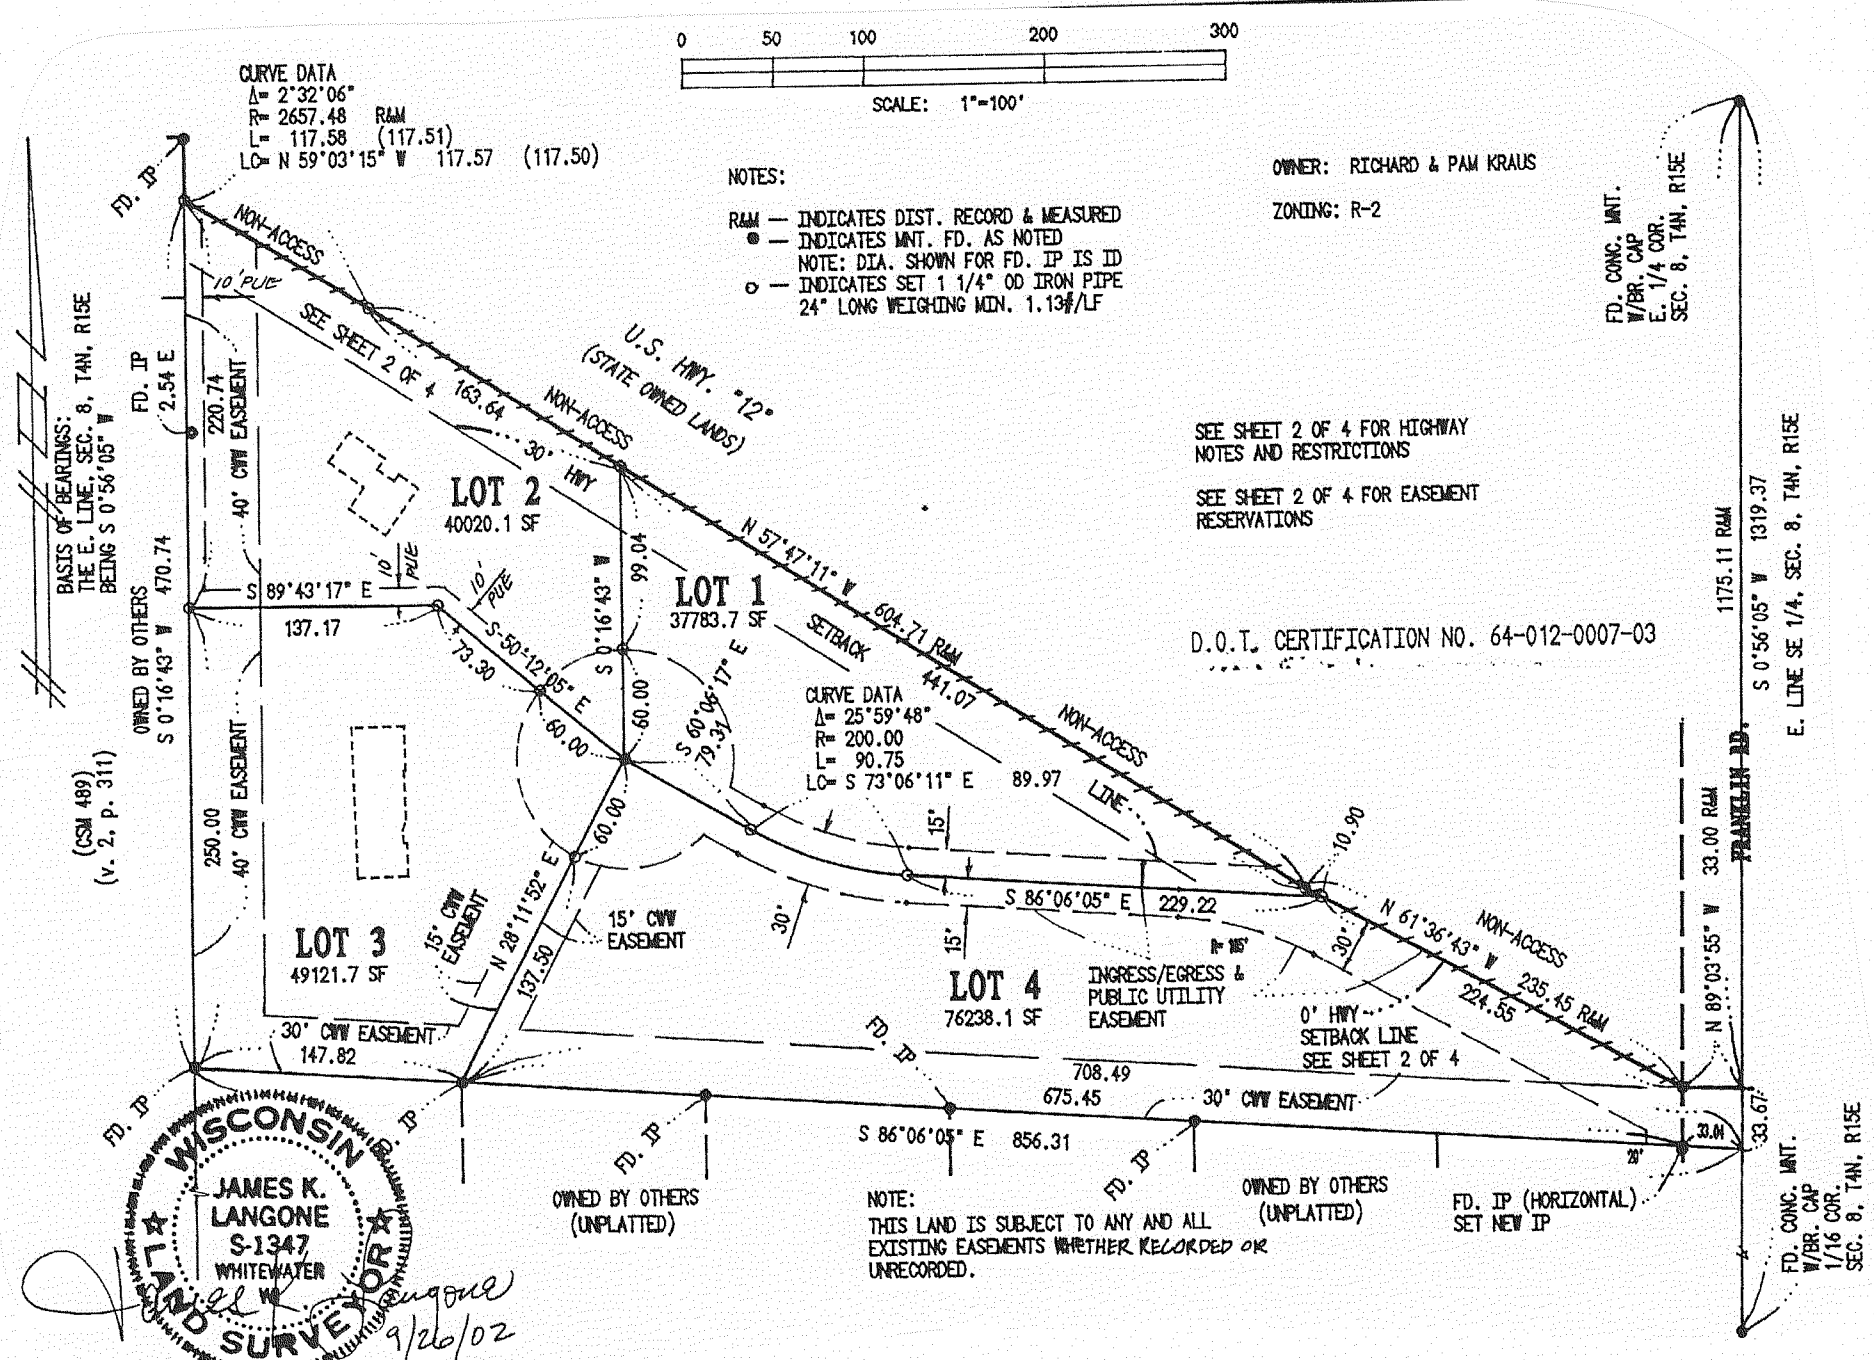 0 50 100 200 300
SCALE: 1"=100'
CURVE DATA
Δ= 2°32'06"
R= 2657.48 R&M
L= 117.58 (117.51)
LC= N 59°03'15" W 117.57 (117.50)
NOTES:
R&M — INDICATES DIST. RECORD & MEASURED
● — INDICATES MNT. FD. AS NOTED
NOTE: DIA. SHOWN FOR FD. IP IS ID
○ — INDICATES SET 1 1/4" OD IRON PIPE
24" LONG WEIGHING MIN. 1.13#/LF
OWNER: RICHARD & PAM KRAUS
ZONING: R-2
FD. CONC. MNT.
W/BR. CAP
E. 1/4 COR.
SEC. 8, T4N, R15E
FD. IP
NON-ACCESS
10' PUE
SEE SHEET 2 OF 4
163.64
NON-ACCESS
U.S. HWY. "12"
(STATE OWNED LANDS)
30' HWY
BASIS OF BEARINGS:
THE E. LINE, SEC. 8, T4N, R15E
BEING S 0°56'05" W
FD. IP
2.54 E
220.74
40' CWW EASEMENT
LOT 2
40020.1 SF
SEE SHEET 2 OF 4 FOR HIGHWAY
NOTES AND RESTRICTIONS
SEE SHEET 2 OF 4 FOR EASEMENT
RESERVATIONS
10'
PUE
10'
PUE
S 0°16'43" W
99.04
N 57°47'11" W
604.71 R&M
441.07
LOT 1
37783.7 SF
SETBACK
LINE
D.O.T. CERTIFICATION NO. 64-012-0007-03
1175.11 R&M
S 0°56'05" W 1319.37
E. LINE SE 1/4, SEC. 8, T4N, R15E
OWNED BY OTHERS
S 0°16'43" W 470.74
S 89°43'17" E
137.17
S 50°12'05" E
73.30
60.00
60.00
S 60°06'17" E
79.31
CURVE DATA
Δ= 25°59'48"
R= 200.00
L= 90.75
LC= S 73°06'11" E 89.97
NON-ACCESS
FRANKLIN RD.
33.00 R&M
N 89°03'55" W
(CSM 489)
(v. 2, p. 311)
250.00
40' CWW EASEMENT
60.00
15'
10.90
S 86°06'05" E 229.22
N 28°11'52" E
137.50
15' CWW
EASEMENT
15' CWW
EASEMENT
30'
15'
LOT 3
49121.7 SF
LOT 4
76238.1 SF
INGRESS/EGRESS &
PUBLIC UTILITY
EASEMENT
30'
N 61°36'43" W
235.45 R&M
224.55
NON-ACCESS
0' HWY
SETBACK LINE
SEE SHEET 2 OF 4
30' CWW EASEMENT
147.82
FD. IP
708.49
675.45
30' CWW EASEMENT
S 86°06'05" E 856.31
33.04
33.67
20'
FD. IP
FD. IP
FD. IP
FD. IP
OWNED BY OTHERS
(UNPLATTED)
NOTE:
THIS LAND IS SUBJECT TO ANY AND ALL
EXISTING EASEMENTS WHETHER RECORDED OR
UNRECORDED.
OWNED BY OTHERS
(UNPLATTED)
FD. IP (HORIZONTAL)
SET NEW IP
FD. CONC. MNT.
W/BR. CAP
1/16 COR.
SEC. 8, T4N, R15E
WISCONSIN
JAMES K.
LANGONE
S-1347
WHITEWATER
WI
LAND SURVEYOR
James K Langone
9/26/02